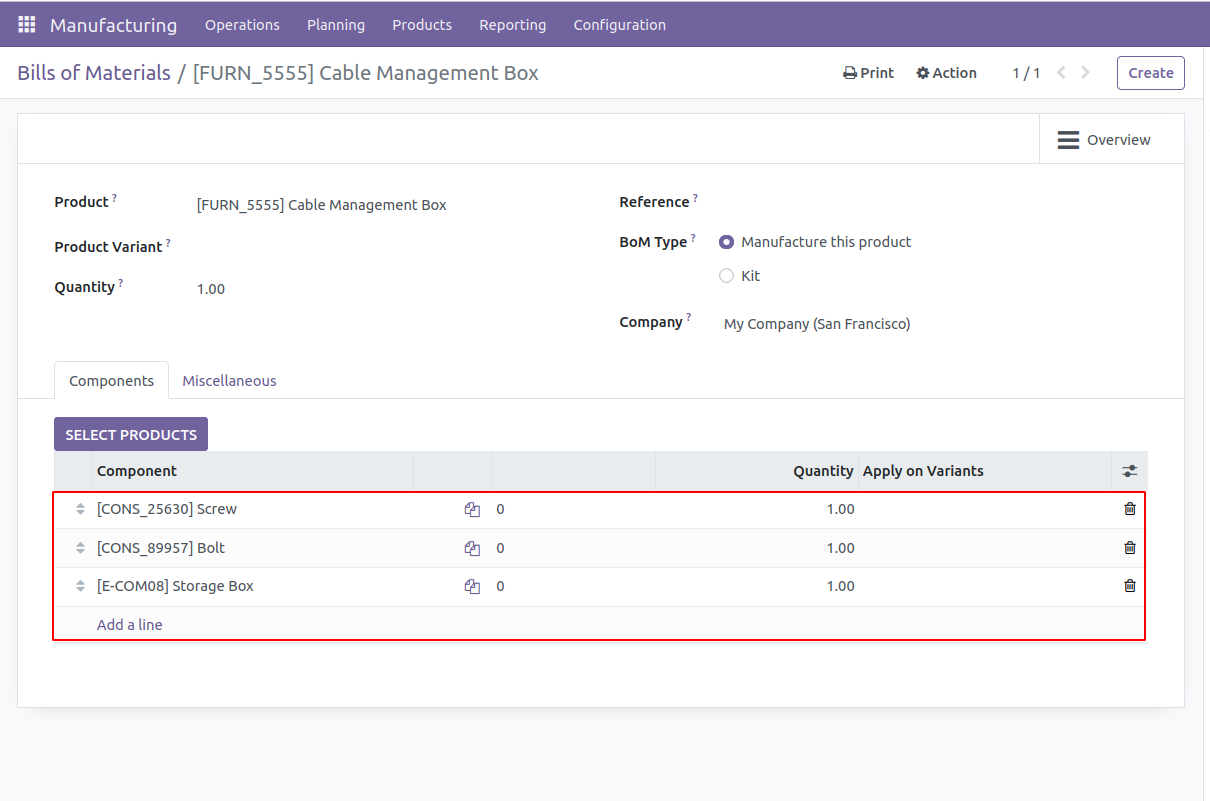 Manufacturing Operations Planning Products Reporting Configuration
Bills of Materials / [FURN_5555] Cable Management Box Print Action 1 / 1 Create
Overview
Product ? [FURN_5555] Cable Management Box
Product Variant ?
Quantity ? 1.00
Reference ?
BoM Type ? Manufacture this product
Kit
Company ? My Company (San Francisco)
Components Miscellaneous
SELECT PRODUCTS
Component Quantity Apply on Variants
[CONS_25630] Screw 0 1.00
[CONS_89957] Bolt 0 1.00
[E-COM08] Storage Box 0 1.00
Add a line